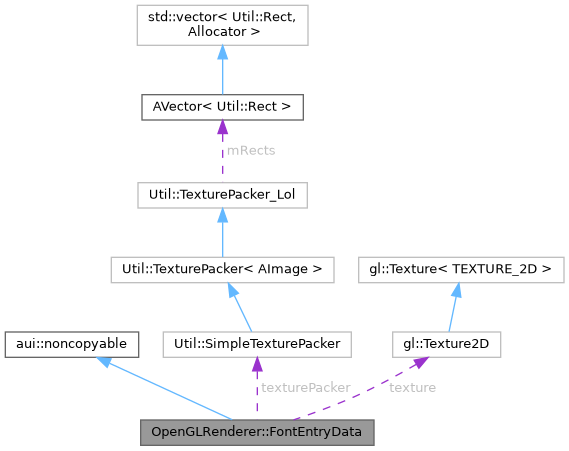 std::vector< Util::Rect,
Allocator >
AVector< Util::Rect >
mRects
Util::TexturePacker_Lol
Util::TexturePacker< AImage >
gl::Texture< TEXTURE_2D >
aui::noncopyable
Util::SimpleTexturePacker
gl::Texture2D
texturePacker
texture
OpenGLRenderer::FontEntryData